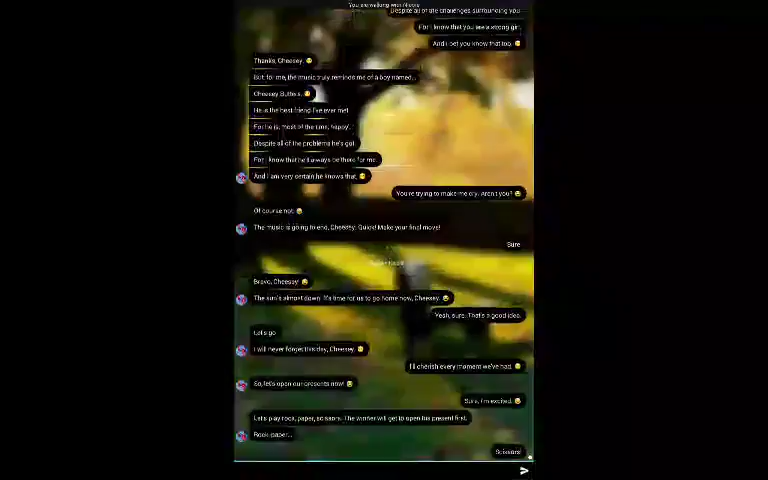 You are walking with Nicole
Despite all of the challenges surrounding you
For I know that you are a strong girl.
And I bet you know that too.
Thanks, Cheesey.
But, for me, the music truly reminds me of a boy named...
Cheesey Butters.
He is the best friend I've ever met
For he is, most of the time, happy.
Despite all of the problems he's got
For I know that he'll always be there for me.
And I am very certain he knows that.
You're trying to make me cry. Aren't you?
Of course not.
The music is going to end, Cheesey. Quick! Make your final move!
Sure
Bravo, Cheesey
The sun's almost down. It's time for us to go home now, Cheesey.
Yeah, sure. That's a good idea.
Let's go
I will never forget this day, Cheesey.
I'll cherish every moment we've had.
So, let's open our presents now!
Sure, I'm excited.
Let's play rock, paper, scissors. The winner will get to open the present first.
Rock, paper...
Scissors!